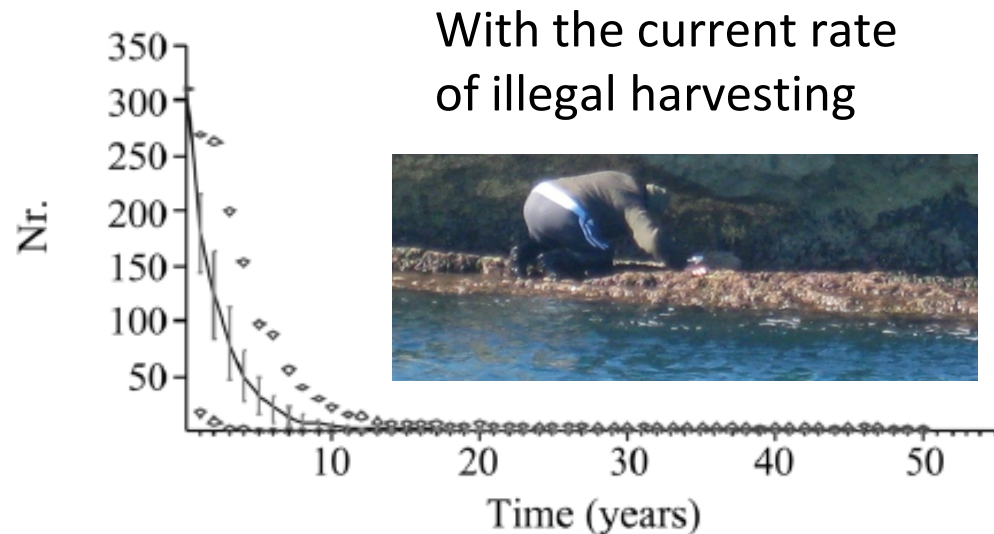 With the current rate
of illegal harvesting
350
300
250
200
150
100
50
Nr.
10 20 30 40 50
Time (years)